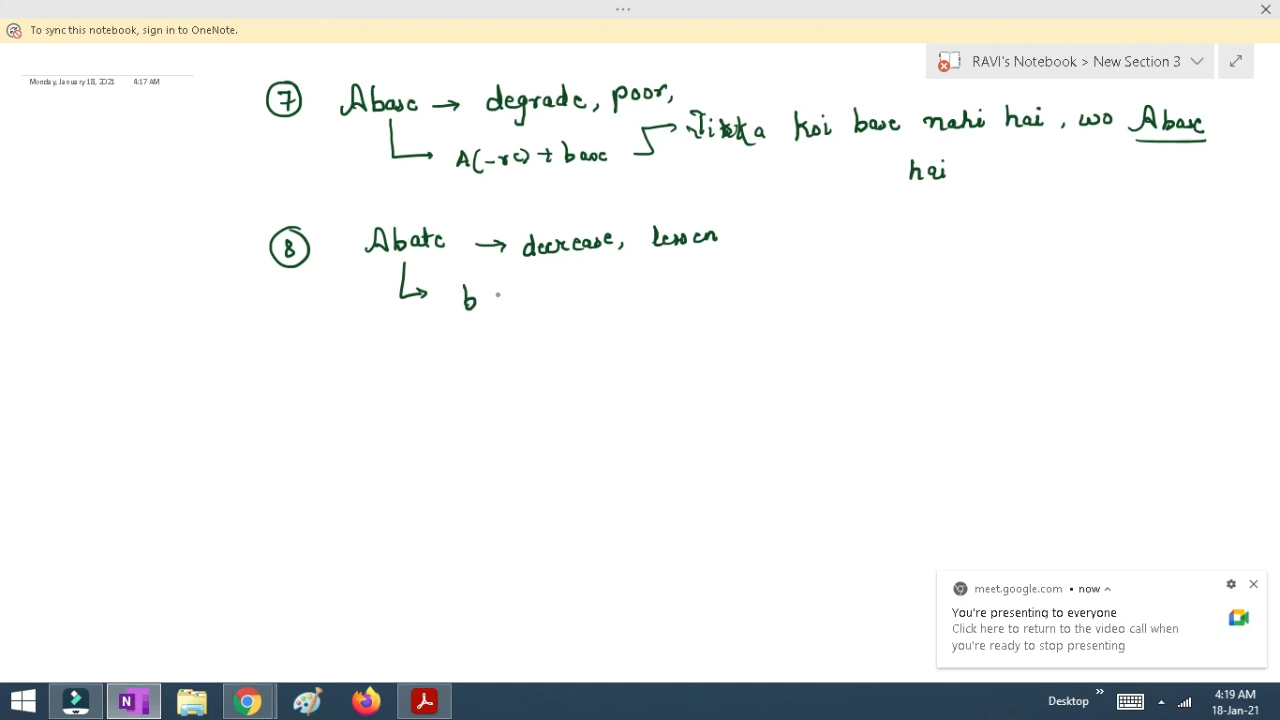 To sync this notebook, sign in to OneNote.
RAVI's Notebook > New Section 3
Monday, January 18, 2021 4:17 AM
7 Abase → degrade, poor,
A(-ve) + base Jiska koi base nahi hai, wo Abase
hai
8 Abate → decrease, lessen
b
meet.google.com • now
You're presenting to everyone
Click here to return to the video call when
you're ready to stop presenting
Desktop
4:19 AM
18-Jan-21